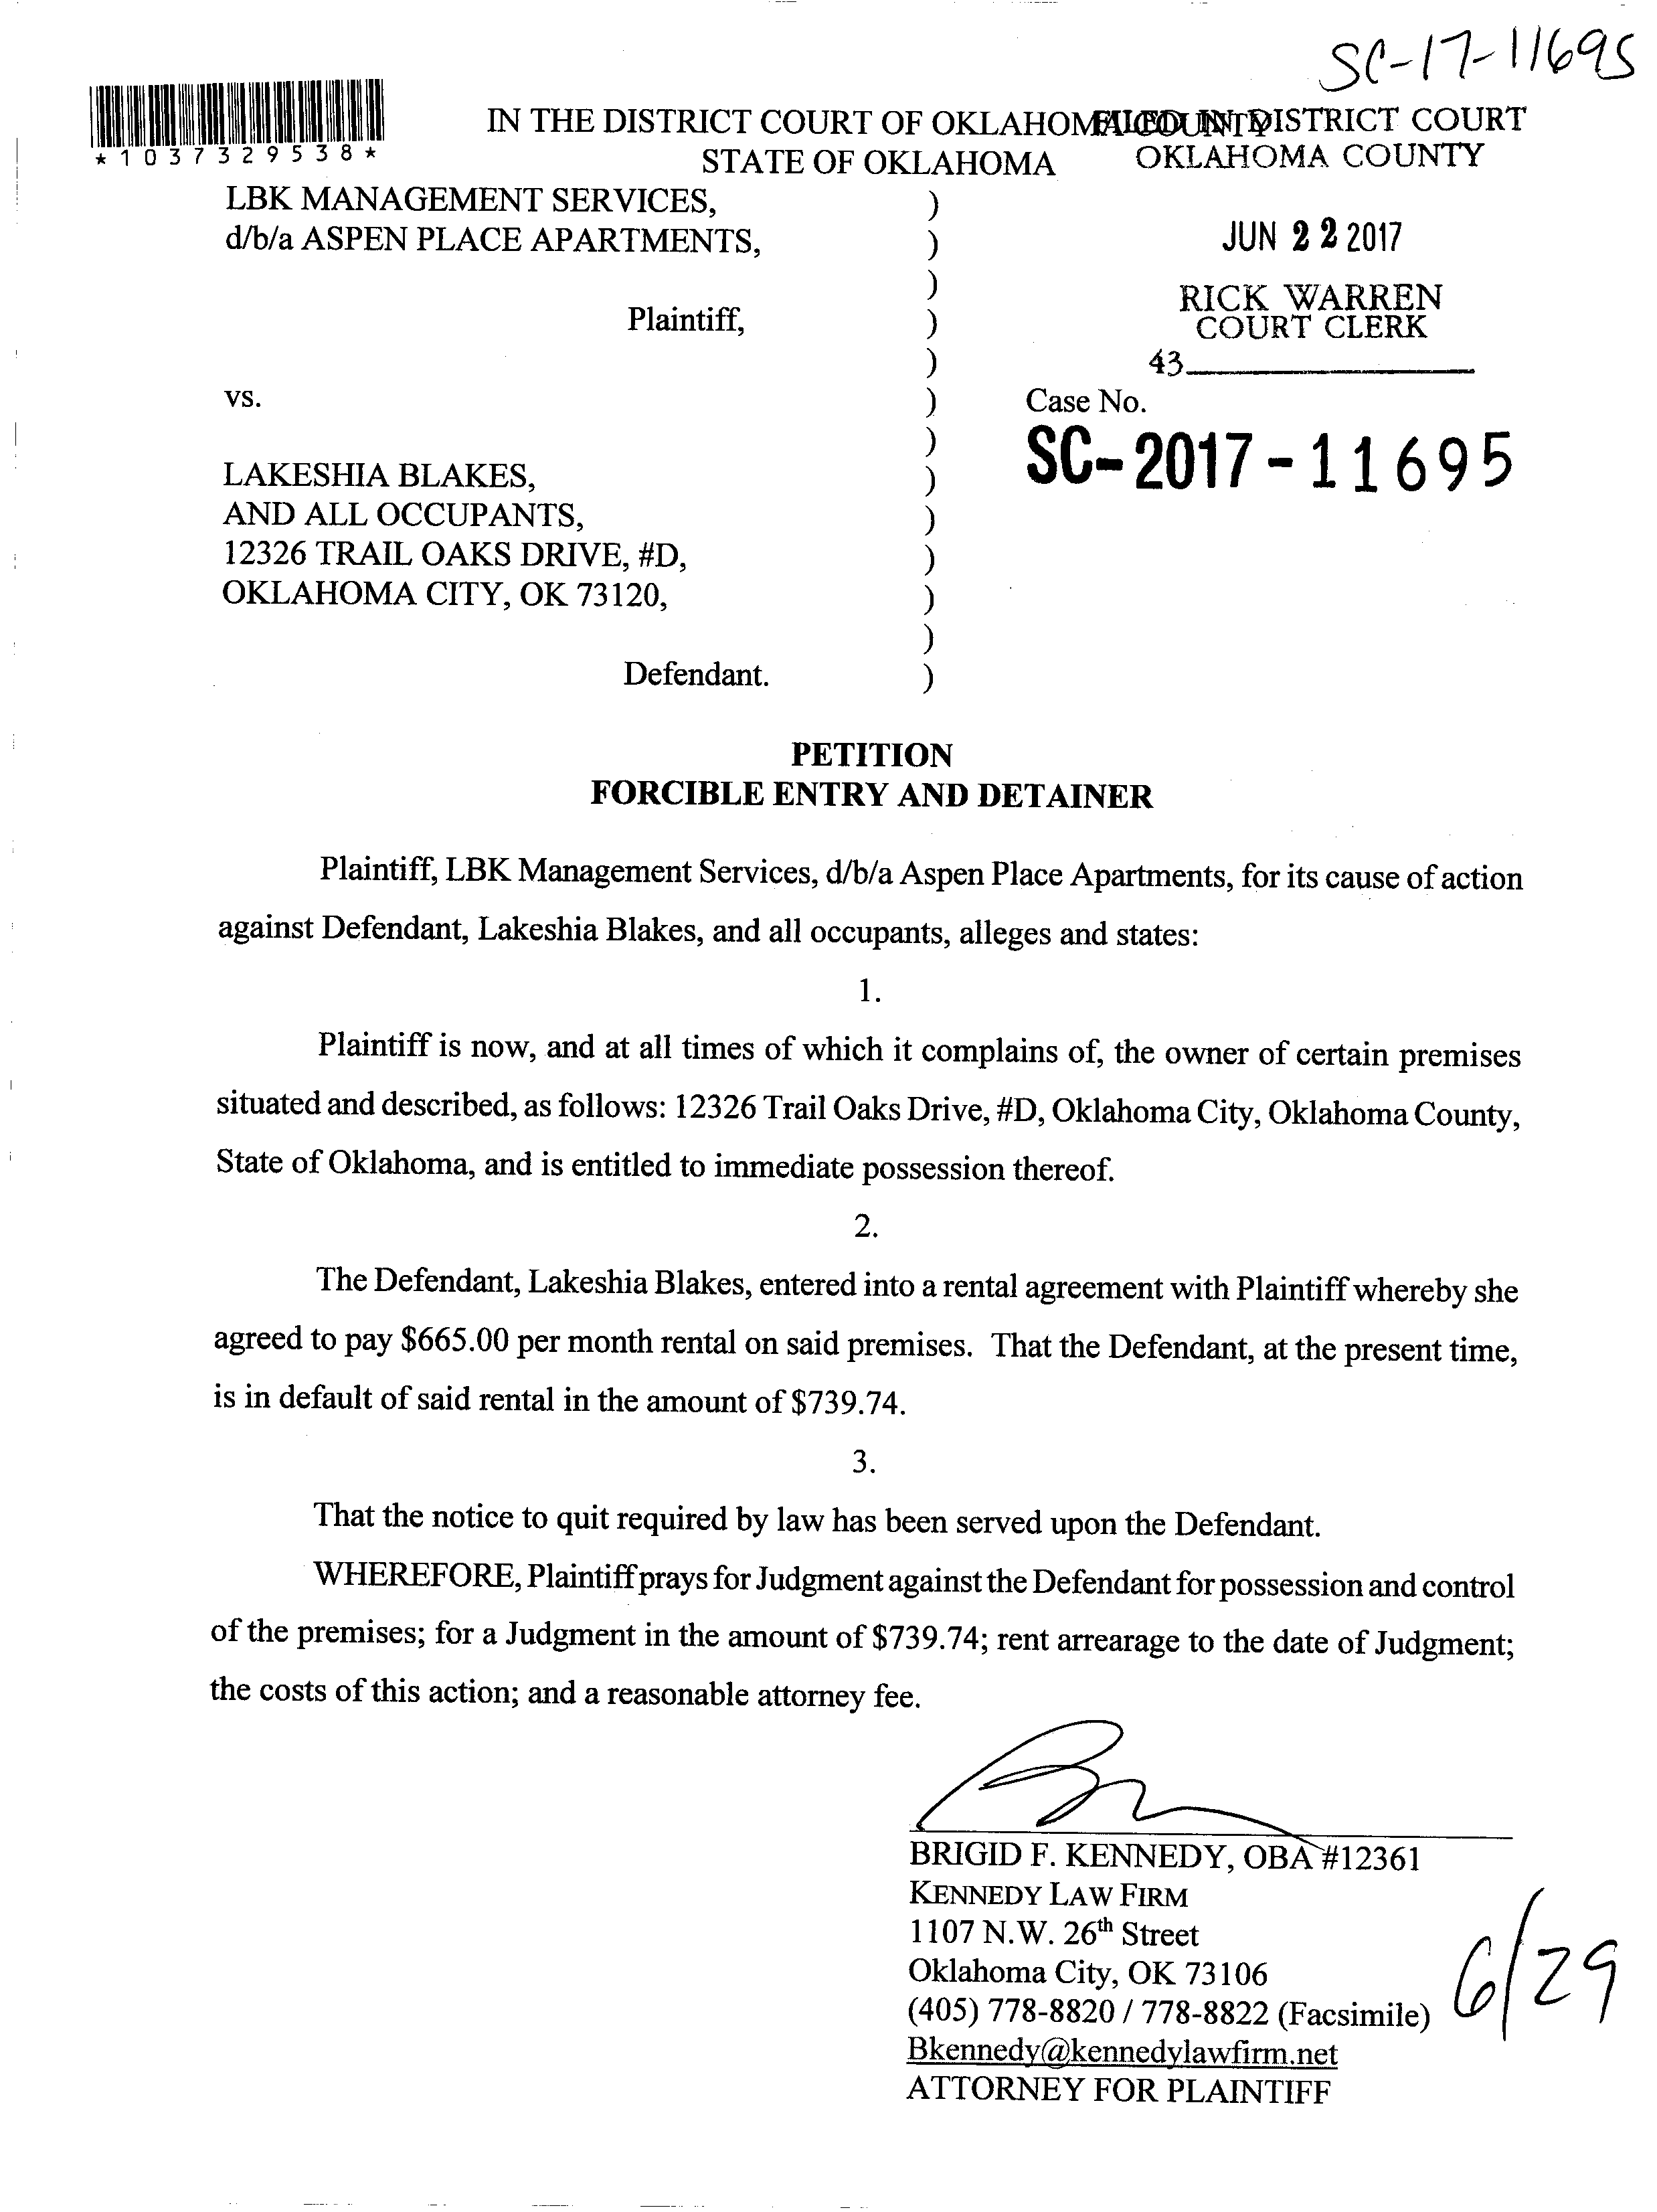 SC-17-11695
*1037329538*
IN THE DISTRICT COURT OF OKLAHOMA COUNTY
STATE OF OKLAHOMA
FILED IN DISTRICT COURT
OKLAHOMA COUNTY
LBK MANAGEMENT SERVICES, )
d/b/a ASPEN PLACE APARTMENTS, )
)
Plaintiff, )
)
vs. )
)
LAKESHIA BLAKES, )
AND ALL OCCUPANTS, )
12326 TRAIL OAKS DRIVE, #D, )
OKLAHOMA CITY, OK 73120, )
)
Defendant. )
JUN 22 2017
RICK WARREN
COURT CLERK
43
Case No.
SC-2017-11695
PETITION
FORCIBLE ENTRY AND DETAINER
Plaintiff, LBK Management Services, d/b/a Aspen Place Apartments, for its cause of action
against Defendant, Lakeshia Blakes, and all occupants, alleges and states:
1.
Plaintiff is now, and at all times of which it complains of, the owner of certain premises
situated and described, as follows: 12326 Trail Oaks Drive, #D, Oklahoma City, Oklahoma County,
State of Oklahoma, and is entitled to immediate possession thereof.
2.
The Defendant, Lakeshia Blakes, entered into a rental agreement with Plaintiff whereby she
agreed to pay $665.00 per month rental on said premises. That the Defendant, at the present time,
is in default of said rental in the amount of $739.74.
3.
That the notice to quit required by law has been served upon the Defendant.
WHEREFORE, Plaintiff prays for Judgment against the Defendant for possession and control
of the premises; for a Judgment in the amount of $739.74; rent arrearage to the date of Judgment;
the costs of this action; and a reasonable attorney fee.
BRIGID F. KENNEDY, OBA #12361
KENNEDY LAW FIRM
1107 N.W. 26th Street
Oklahoma City, OK 73106
(405) 778-8820 / 778-8822 (Facsimile)
Bkennedy@kennedylawfirm.net
ATTORNEY FOR PLAINTIFF
6/29